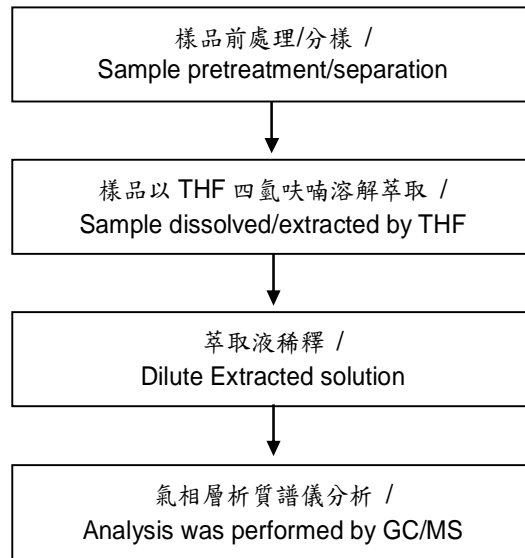 樣品前處理/分樣 /
Sample pretreatment/separation
樣品以 THF 四氫呋喃溶解萃取 /
Sample dissolved/extracted by THF
萃取液稀釋 /
Dilute Extracted solution
氣相層析質譜儀分析 /
Analysis was performed by GC/MS